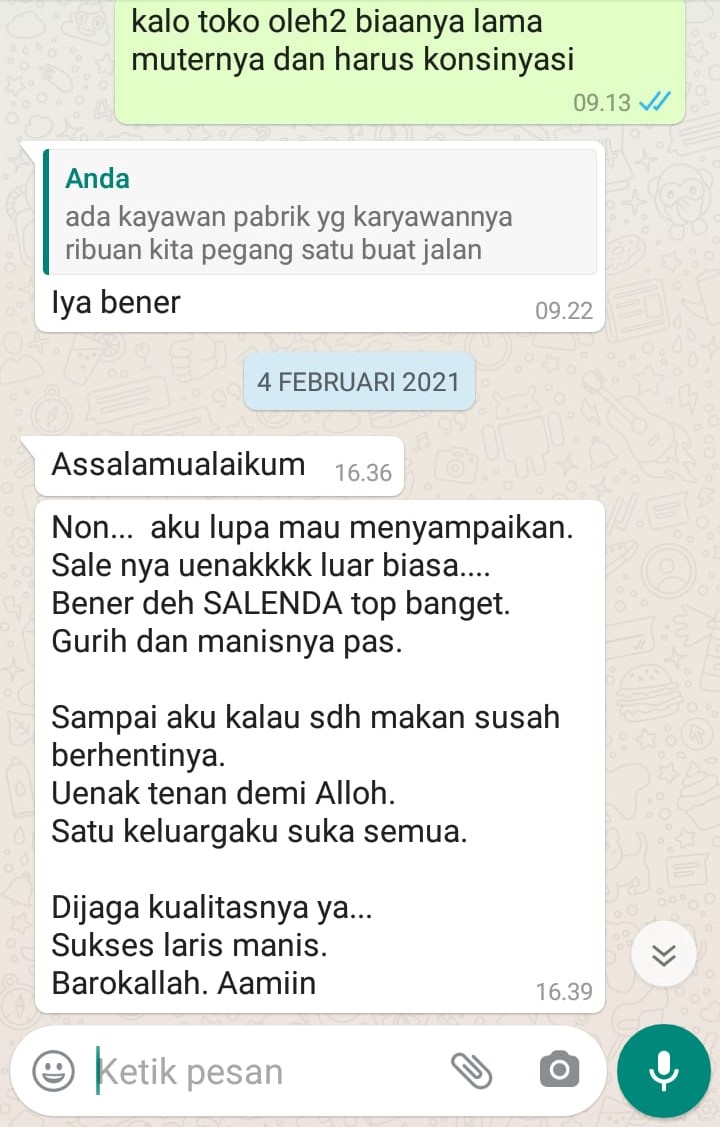 kalo toko oleh2 biaanya lama
muternya dan harus konsinyasi
09.13
Anda
ada kayawan pabrik yg karyawannya
ribuan kita pegang satu buat jalan
Iya bener
09.22
4 FEBRUARI 2021
Assalamualaikum
16.36
Non... aku lupa mau menyampaikan.
Sale nya uenakkkk luar biasa....
Bener deh SALENDA top banget.
Gurih dan manisnya pas.
Sampai aku kalau sdh makan susah
berhentinya.
Uenak tenan demi Alloh.
Satu keluargaku suka semua.
Dijaga kualitasnya ya...
Sukses laris manis.
Barokallah. Aamiin
16.39
Ketik pesan